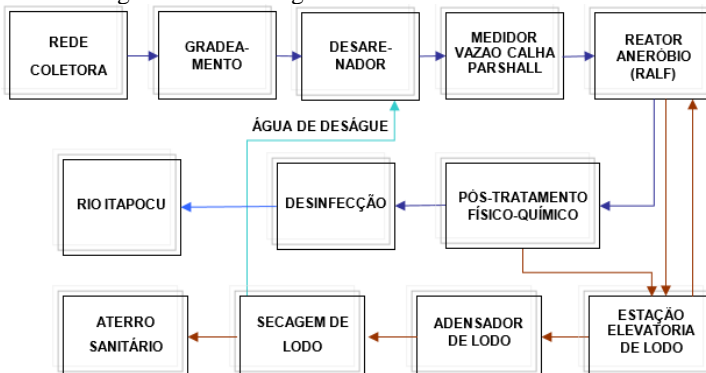 REDE
COLETORA
GRADEA-
MENTO
DESARE-
NADOR
MEDIDOR
VAZAO CALHA
PARSHALL
REATOR
ANERÓBIO
(RALF)
ÁGUA DE DESÁGUE
RIO ITAPOCU
DESINFECÇÃO
PÓS-TRATAMENTO
FÍSICO-QUÍMICO
ATERRO
SANITÁRIO
SECAGEM DE
LODO
ADENSADOR
DE LODO
ESTAÇÃO
ELEVATORIA
DE LODO